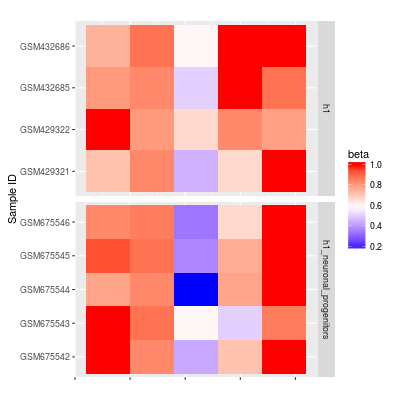 GSM432686
GSM432685
GSM429322
GSM429321
h1
GSM675546
GSM675545
GSM675544
GSM675543
GSM675542
h1_neuronal_progenitors
Sample ID
beta
1.0
0.8
0.6
0.4
0.2